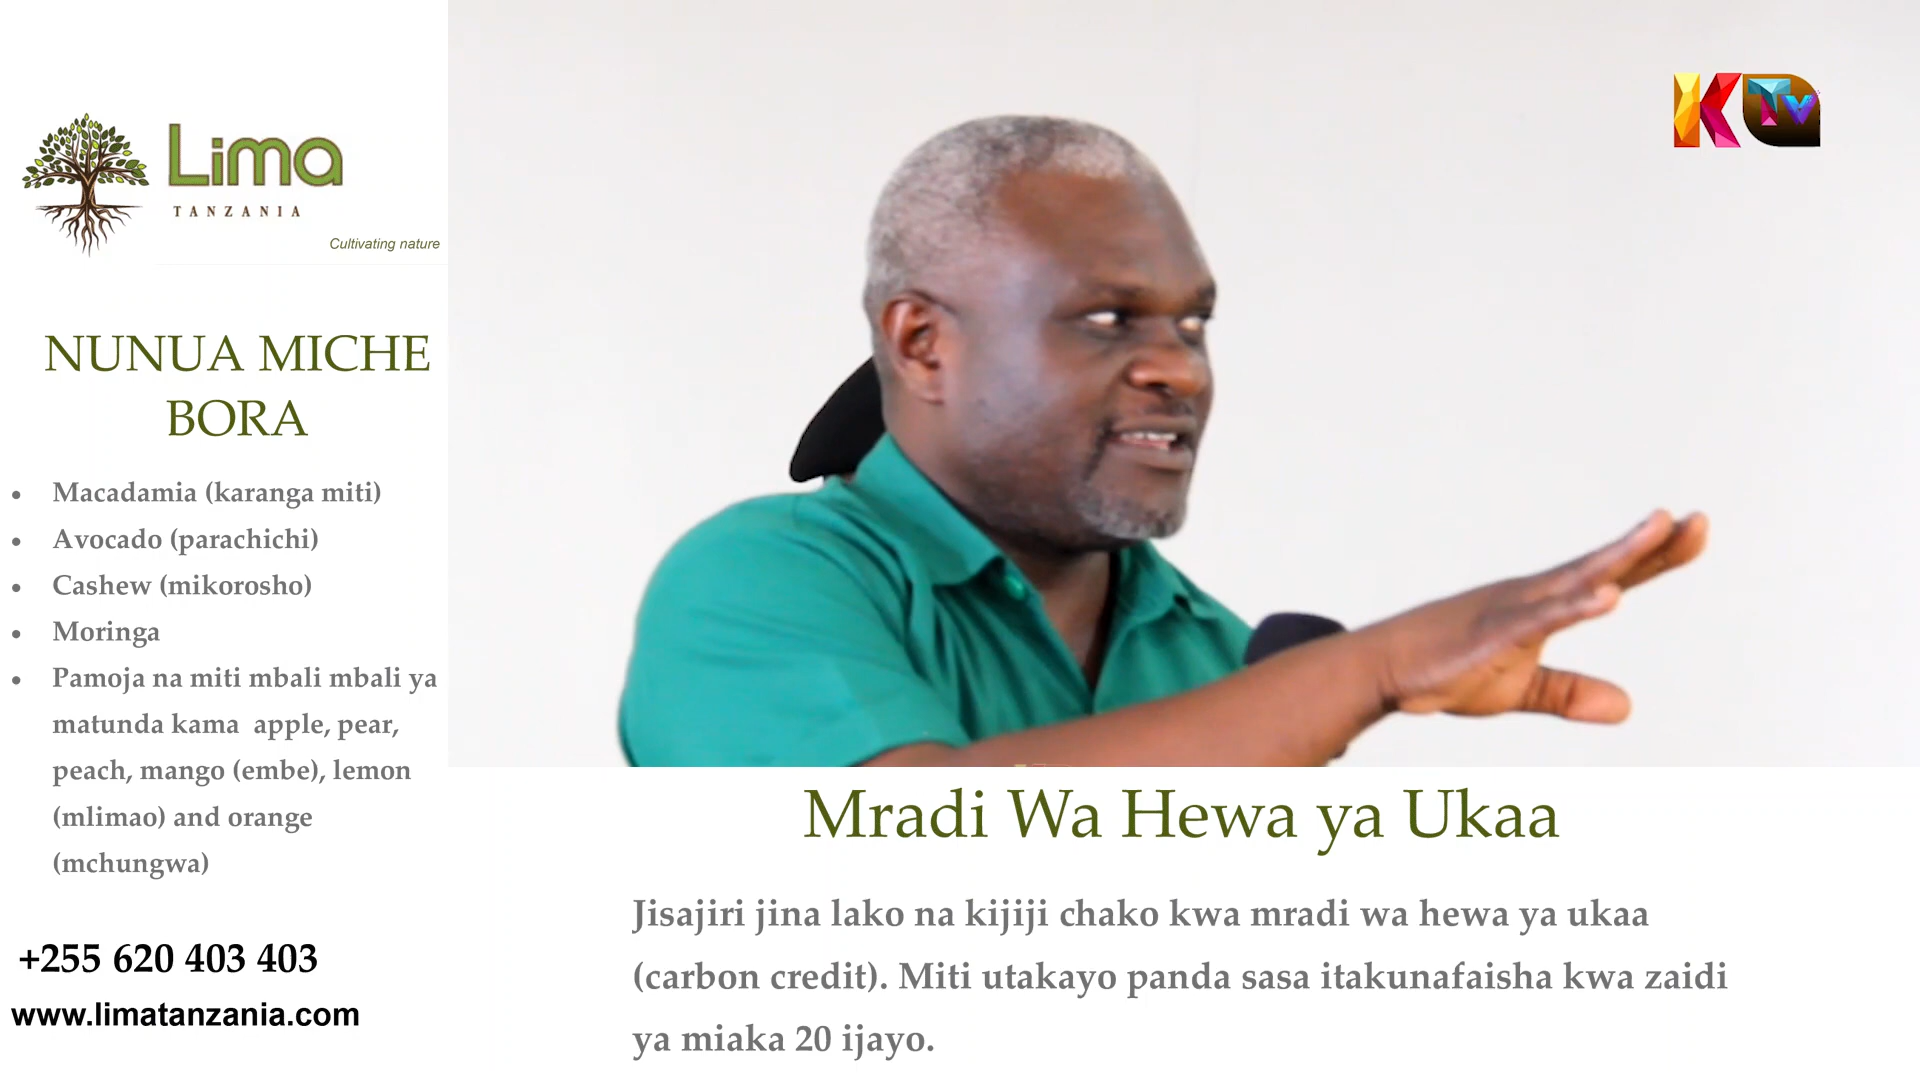 Lima
TANZANIA
Cultivating nature
KTv
NUNUA MICHE
BORA
• Macadamia (karanga miti)
• Avocado (parachichi)
• Cashew (mikorosho)
• Moringa
• Pamoja na miti mbali mbali ya
matunda kama apple, pear,
peach, mango (embe), lemon
(mlimao) and orange
(mchungwa)
+255 620 403 403
www.limatanzania.com
Mradi Wa Hewa ya Ukaa
Jisajiri jina lako na kijiji chako kwa mradi wa hewa ya ukaa
(carbon credit). Miti utakayo panda sasa itakunafaisha kwa zaidi
ya miaka 20 ijayo.